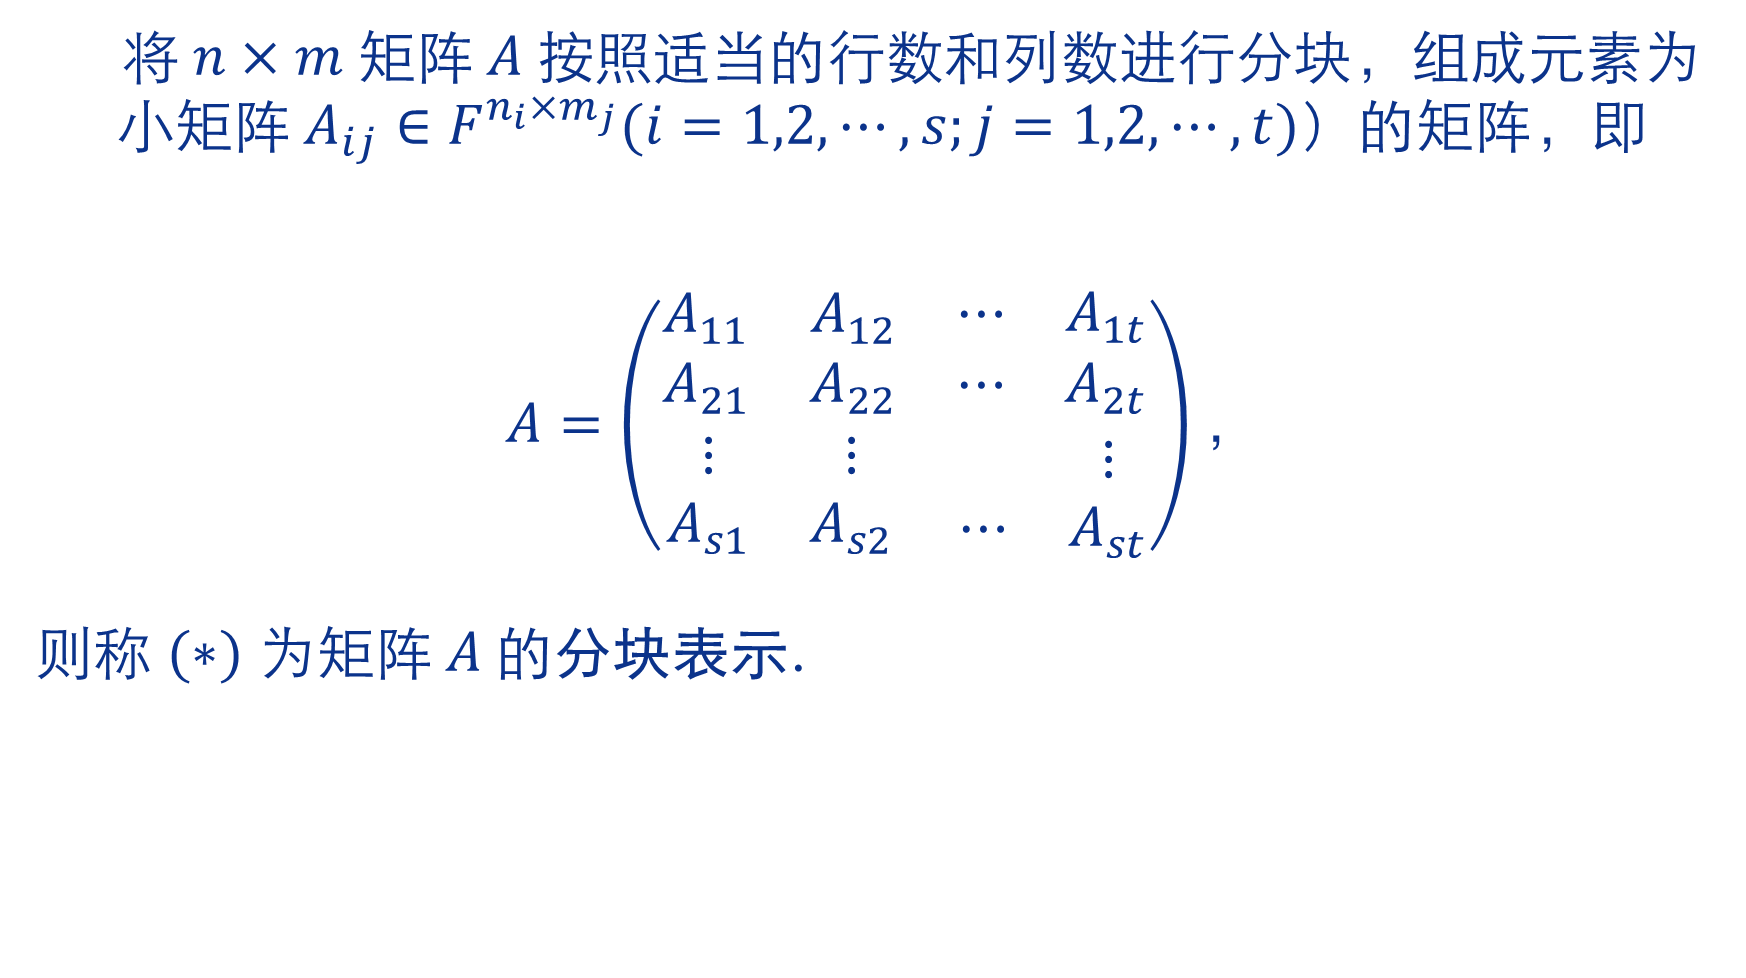 将 n × m 矩阵 A 按照适当的行数和列数进行分块，组成元素为
小矩阵 A_{ij} ∈ F^{n_i×m_j}(i = 1,2, ⋯ , s; j = 1,2, ⋯ , t)）的矩阵，即
A_{11} A_{12} ⋯ A_{1t}
A_{21} A_{22} ⋯ A_{2t}
A = ( ⋮ ⋮ ⋮ ) ,
A_{s1} A_{s2} ⋯ A_{st}
则称 (∗) 为矩阵 A 的分块表示.